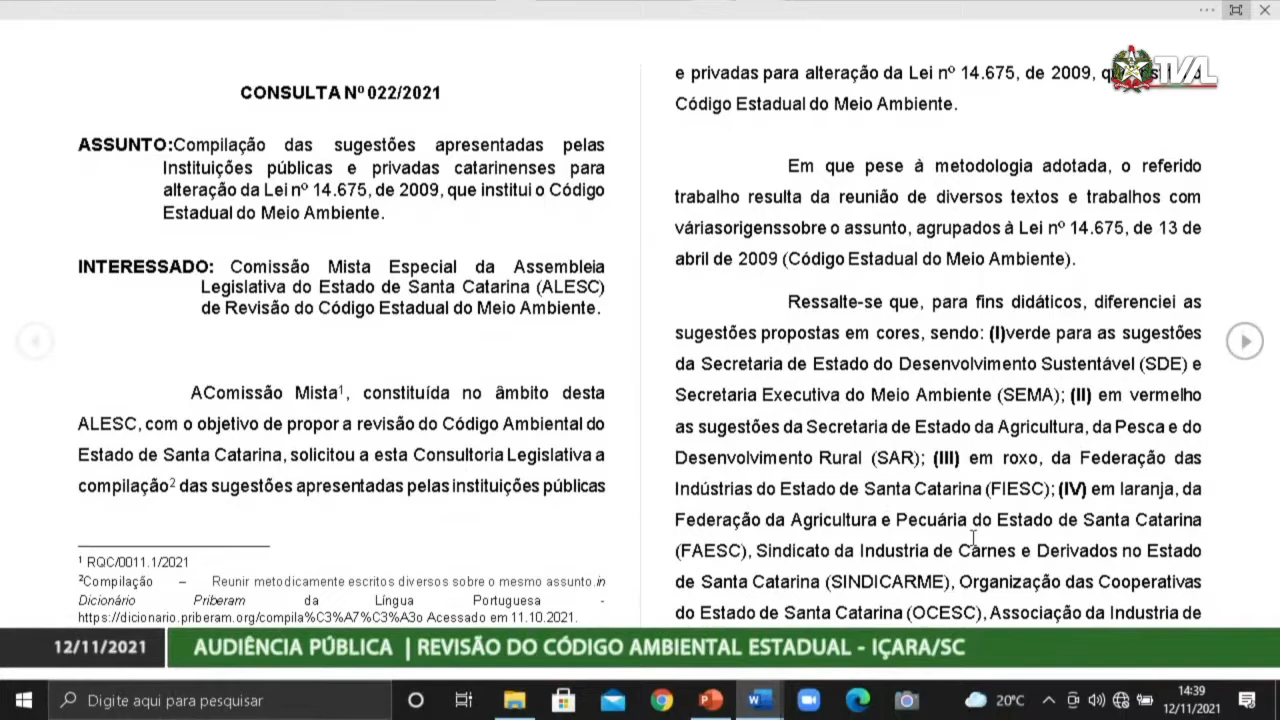 CONSULTA Nº 022/2021
ASSUNTO:Compilação das sugestões apresentadas pelas
Instituições públicas e privadas catarinenses para
alteração da Lei nº 14.675, de 2009, que institui o Código
Estadual do Meio Ambiente.
INTERESSADO: Comissão Mista Especial da Assembleia
Legislativa do Estado de Santa Catarina (ALESC)
de Revisão do Código Estadual do Meio Ambiente.
AComissão Mista¹, constituída no âmbito desta
ALESC, com o objetivo de propor a revisão do Código Ambiental do
Estado de Santa Catarina, solicitou a esta Consultoria Legislativa a
compilação² das sugestões apresentadas pelas instituições públicas
¹ RQC/0011.1/2021
²Compilação – Reunir metodicamente escritos diversos sobre o mesmo assunto.in
Dicionário Priberam da Língua Portuguesa -
https://dicionario.priberam.org/compila%C3%A7%C3%A3o Acessado em 11.10.2021.
e privadas para alteração da Lei nº 14.675, de 2009,
Código Estadual do Meio Ambiente.
Em que pese à metodologia adotada, o referido
trabalho resulta da reunião de diversos textos e trabalhos com
váriasorigenssobre o assunto, agrupados à Lei nº 14.675, de 13 de
abril de 2009 (Código Estadual do Meio Ambiente).
Ressalte-se que, para fins didáticos, diferenciei as
sugestões propostas em cores, sendo: (I)verde para as sugestões
da Secretaria de Estado do Desenvolvimento Sustentável (SDE) e
Secretaria Executiva do Meio Ambiente (SEMA); (II) em vermelho
as sugestões da Secretaria de Estado da Agricultura, da Pesca e do
Desenvolvimento Rural (SAR); (III) em roxo, da Federação das
Indústrias do Estado de Santa Catarina (FIESC); (IV) em laranja, da
Federação da Agricultura e Pecuária do Estado de Santa Catarina
(FAESC), Sindicato da Industria de Carnes e Derivados no Estado
de Santa Catarina (SINDICARME), Organização das Cooperativas
do Estado de Santa Catarina (OCESC), Associação da Industria de
TVAL
12/11/2021
AUDIÊNCIA PÚBLICA | REVISÃO DO CÓDIGO AMBIENTAL ESTADUAL - IÇARA/SC
Digite aqui para pesquisar
20°C
14:39
12/11/2021